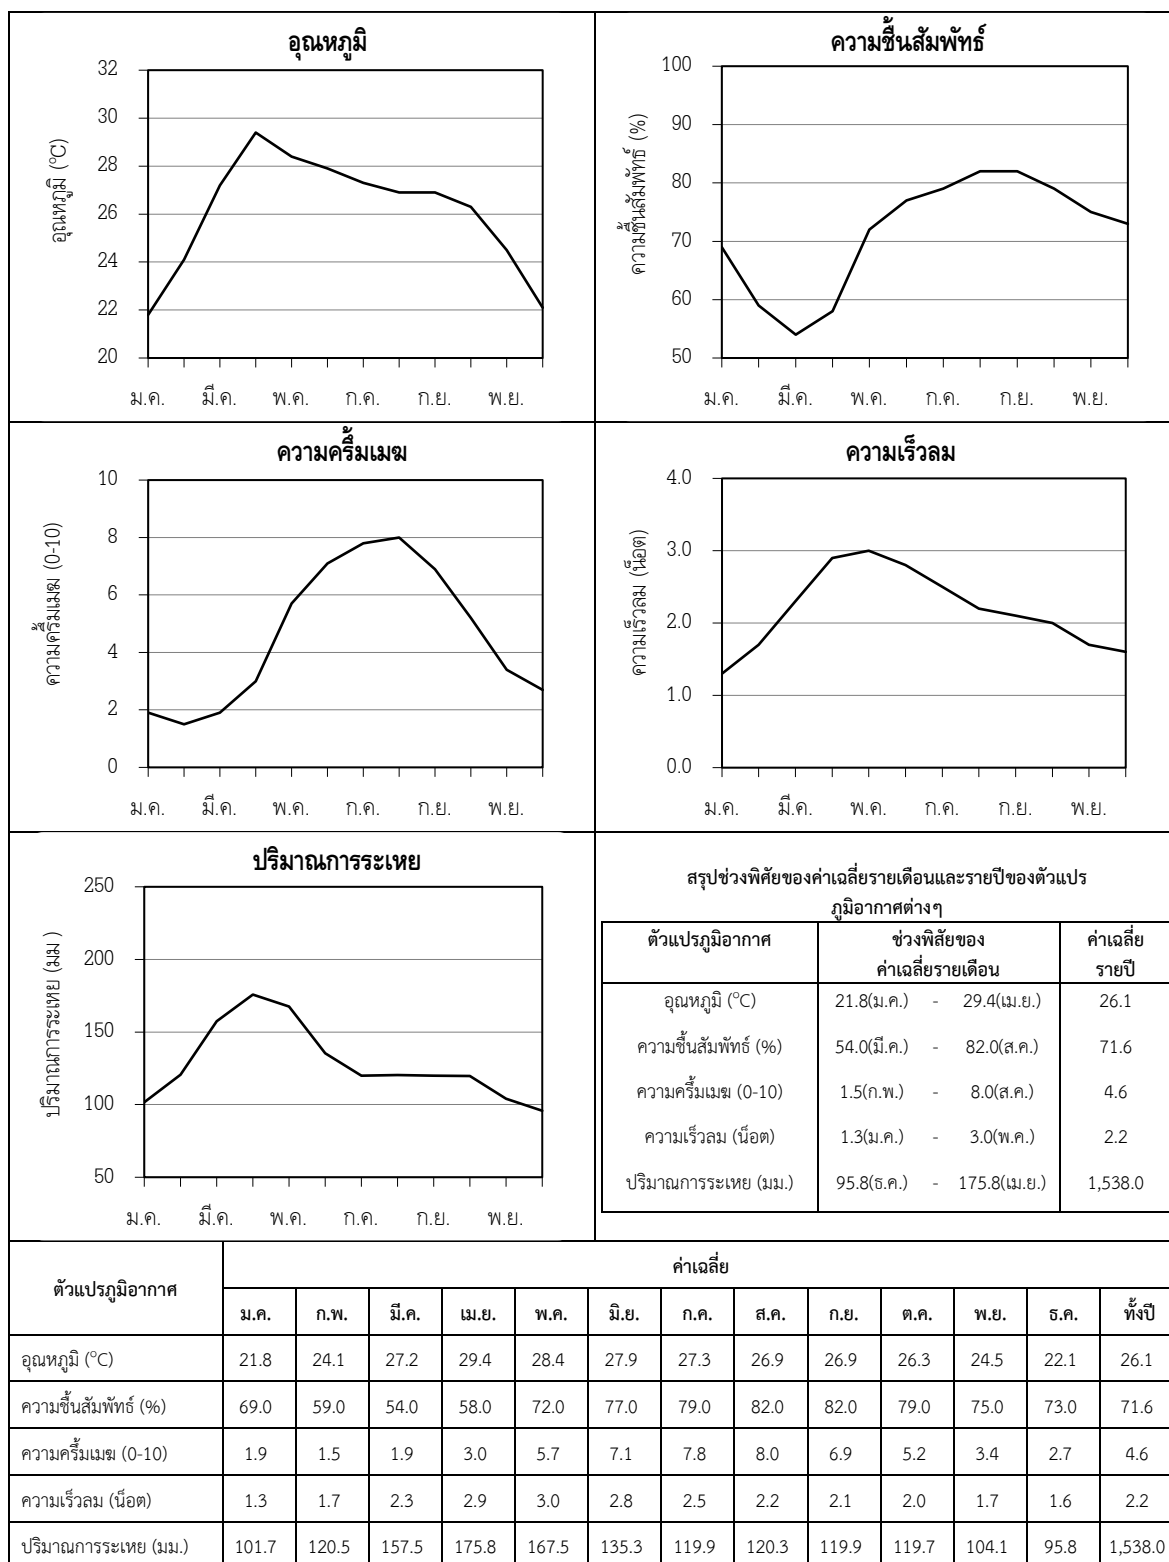 อุณหภูมิ
อุณหภูมิ (°C)
32
30
28
26
24
22
20
ม.ค. มี.ค. พ.ค. ก.ค. ก.ย. พ.ย.
ความชื้นสัมพัทธ์
ความชื้นสัมพัทธ์ (%)
100
90
80
70
60
50
ม.ค. มี.ค. พ.ค. ก.ค. ก.ย. พ.ย.
ความครึ้มเมฆ
ความครึ้มเมฆ (0-10)
10
8
6
4
2
0
ม.ค. มี.ค. พ.ค. ก.ค. ก.ย. พ.ย.
ความเร็วลม
ความเร็วลม (น็อต)
4.0
3.0
2.0
1.0
0.0
ม.ค. มี.ค. พ.ค. ก.ค. ก.ย. พ.ย.
ปริมาณการระเหย
ปริมาณการระเหย (มม )
250
200
150
100
50
ม.ค. มี.ค. พ.ค. ก.ค. ก.ย. พ.ย.
สรุปช่วงพิศัยของค่าเฉลี่ยรายเดือนและรายปีของตัวแปร
ภูมิอากาศต่างๆ
ตัวแปรภูมิอากาศ ช่วงพิสัยของ ค่าเฉลี่ย
ค่าเฉลี่ยรายเดือน รายปี
อุณหภูมิ (°C) 21.8(ม.ค.) - 29.4(เม.ย.) 26.1
ความชื้นสัมพัทธ์ (%) 54.0(มี.ค.) - 82.0(ส.ค.) 71.6
ความครึ้มเมฆ (0-10) 1.5(ก.พ.) - 8.0(ส.ค.) 4.6
ความเร็วลม (น็อต) 1.3(ม.ค.) - 3.0(พ.ค.) 2.2
ปริมาณการระเหย (มม.) 95.8(ธ.ค.) - 175.8(เม.ย.) 1,538.0
ตัวแปรภูมิอากาศ ค่าเฉลี่ย
ม.ค. ก.พ. มี.ค. เม.ย. พ.ค. มิ.ย. ก.ค. ส.ค. ก.ย. ต.ค. พ.ย. ธ.ค. ทั้งปี
อุณหภูมิ (°C) 21.8 24.1 27.2 29.4 28.4 27.9 27.3 26.9 26.9 26.3 24.5 22.1 26.1
ความชื้นสัมพัทธ์ (%) 69.0 59.0 54.0 58.0 72.0 77.0 79.0 82.0 82.0 79.0 75.0 73.0 71.6
ความครึ้มเมฆ (0-10) 1.9 1.5 1.9 3.0 5.7 7.1 7.8 8.0 6.9 5.2 3.4 2.7 4.6
ความเร็วลม (น็อต) 1.3 1.7 2.3 2.9 3.0 2.8 2.5 2.2 2.1 2.0 1.7 1.6 2.2
ปริมาณการระเหย (มม.) 101.7 120.5 157.5 175.8 167.5 135.3 119.9 120.3 119.9 119.7 104.1 95.8 1,538.0